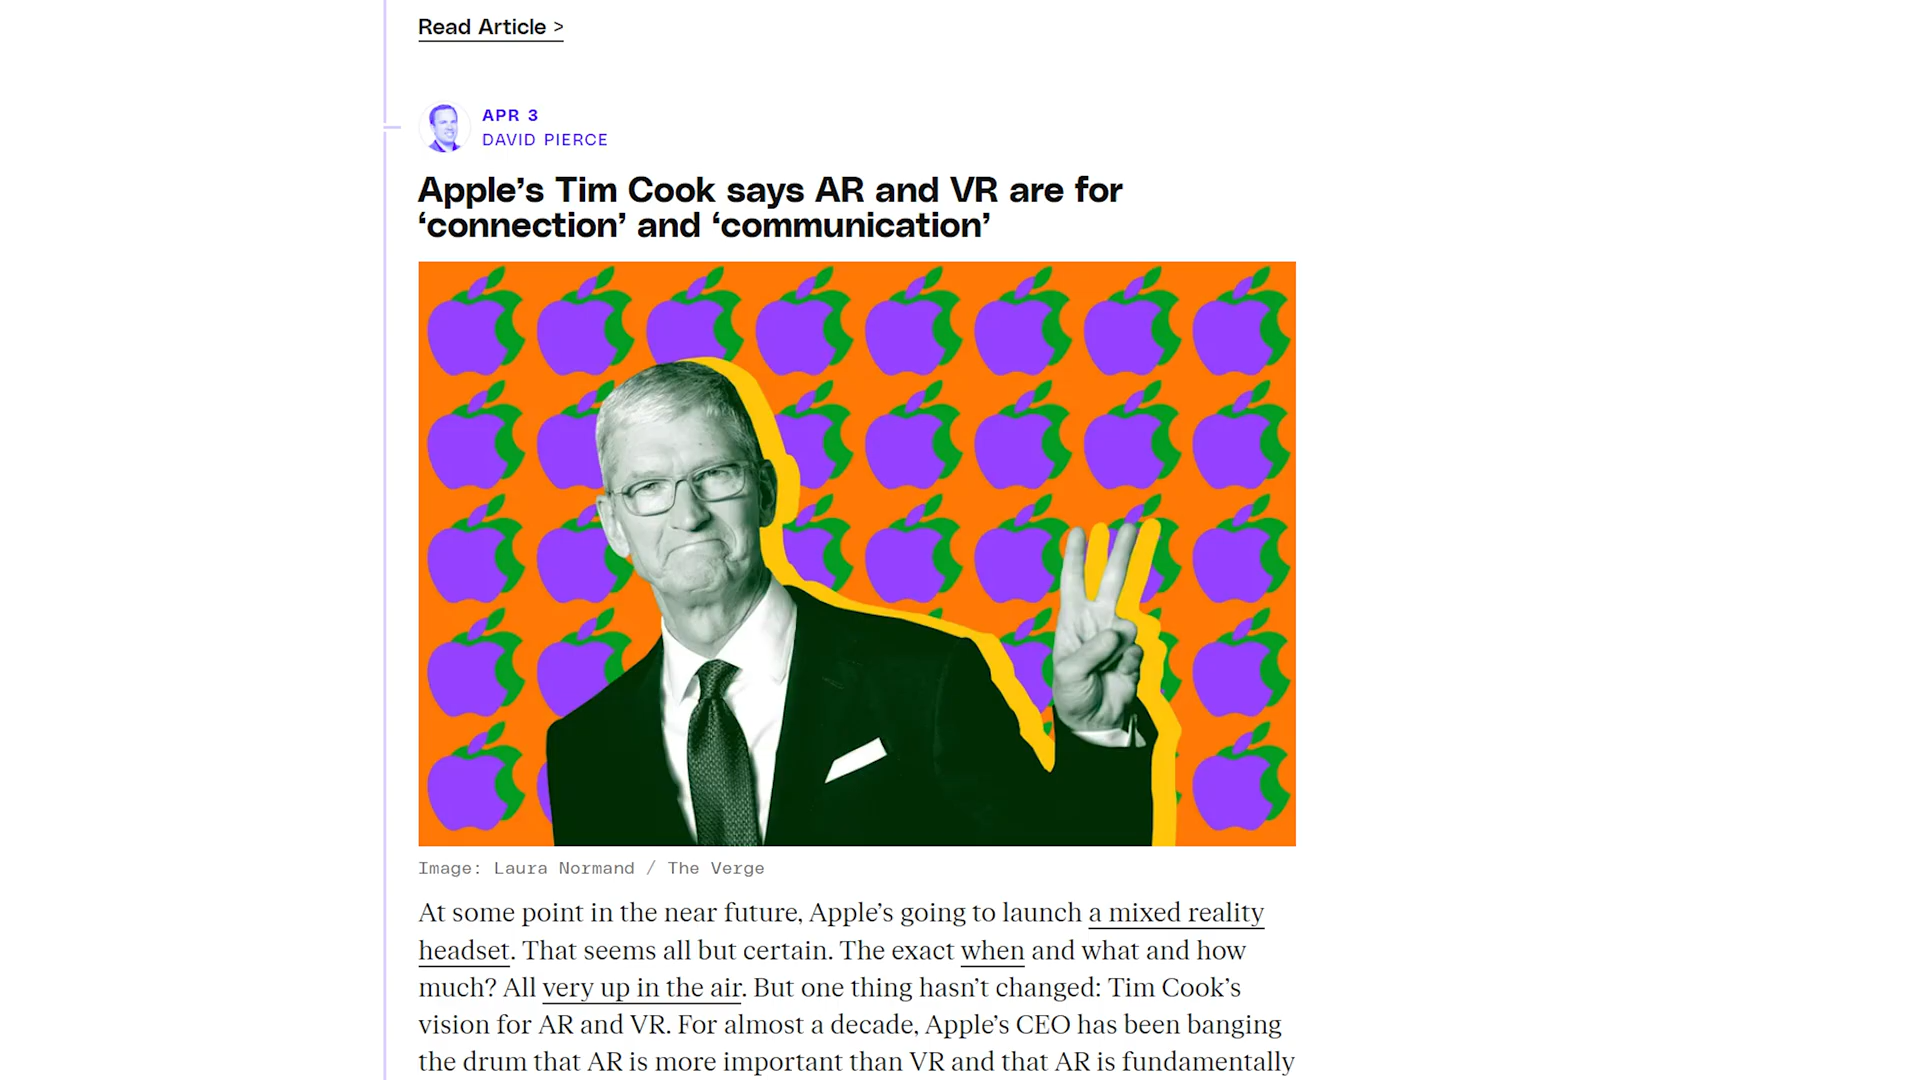 Read Article >
APR 3
DAVID PIERCE
Apple’s Tim Cook says AR and VR are for
‘connection’ and ‘communication’
Image: Laura Normand / The Verge
At some point in the near future, Apple’s going to launch a mixed reality
headset. That seems all but certain. The exact when and what and how
much? All very up in the air. But one thing hasn’t changed: Tim Cook’s
vision for AR and VR. For almost a decade, Apple’s CEO has been banging
the drum that AR is more important than VR and that AR is fundamentally